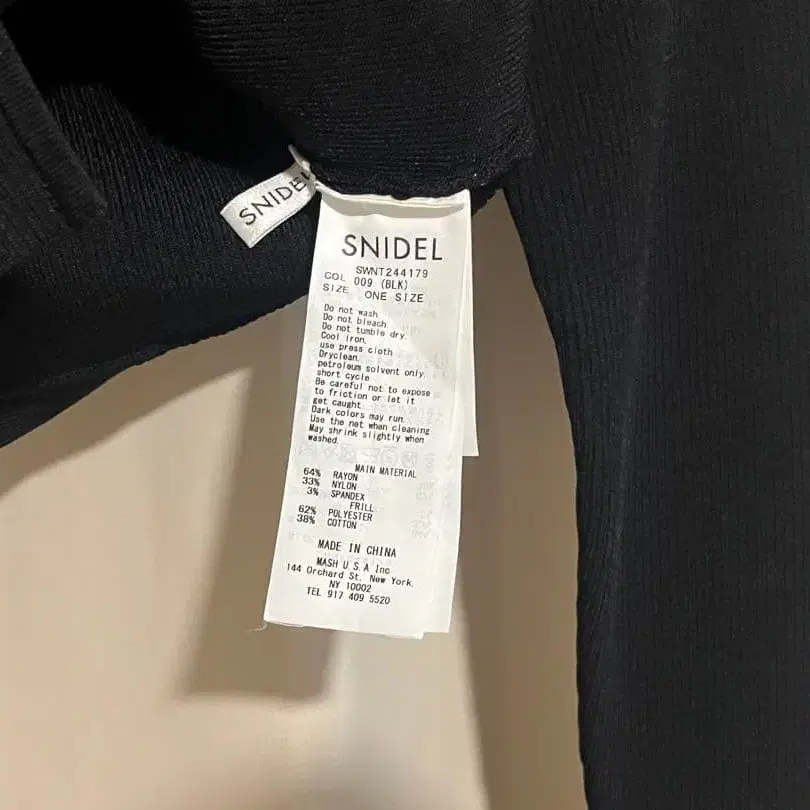 SNIDEL
SNIDEL
SWNT244179
COL 009 (BLK)
SIZE ONE SIZE
Do not wash
Do not bleach
Do not tumble dry.
Cool iron.
use press cloth
Dryclean.
petroleum solvent only.
short cycle
Be careful not to expose
to friction or let it
get caught.
Dark colors may run.
Use the net when cleaning
May shrink slightly when
washed.
MAIN MATERIAL
64% RAYON
33% NYLON
3% SPANDEX
FRILL
62% POLYESTER
38% COTTON
MADE IN CHINA
MASH U.S.A Inc
144 Orchard St. New York,
NY 10002
TEL 917 409 5520